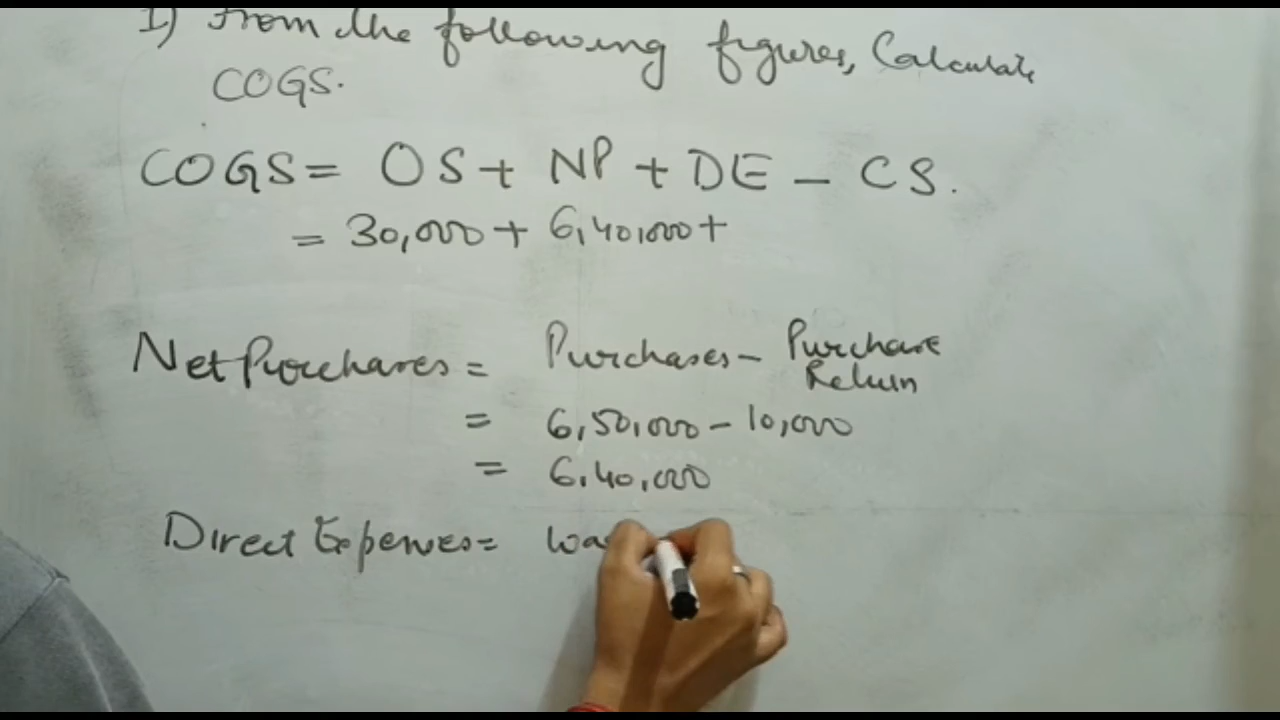 1) From the following figures, Calculate
COGS.
COGS = OS + NP + DE - CS.
= 30,000 + 6,40,000 +
Net Purchases = Purchases - Purchase Return
= 6,50,000 - 10,000
= 6,40,000
Direct Expenses = wa